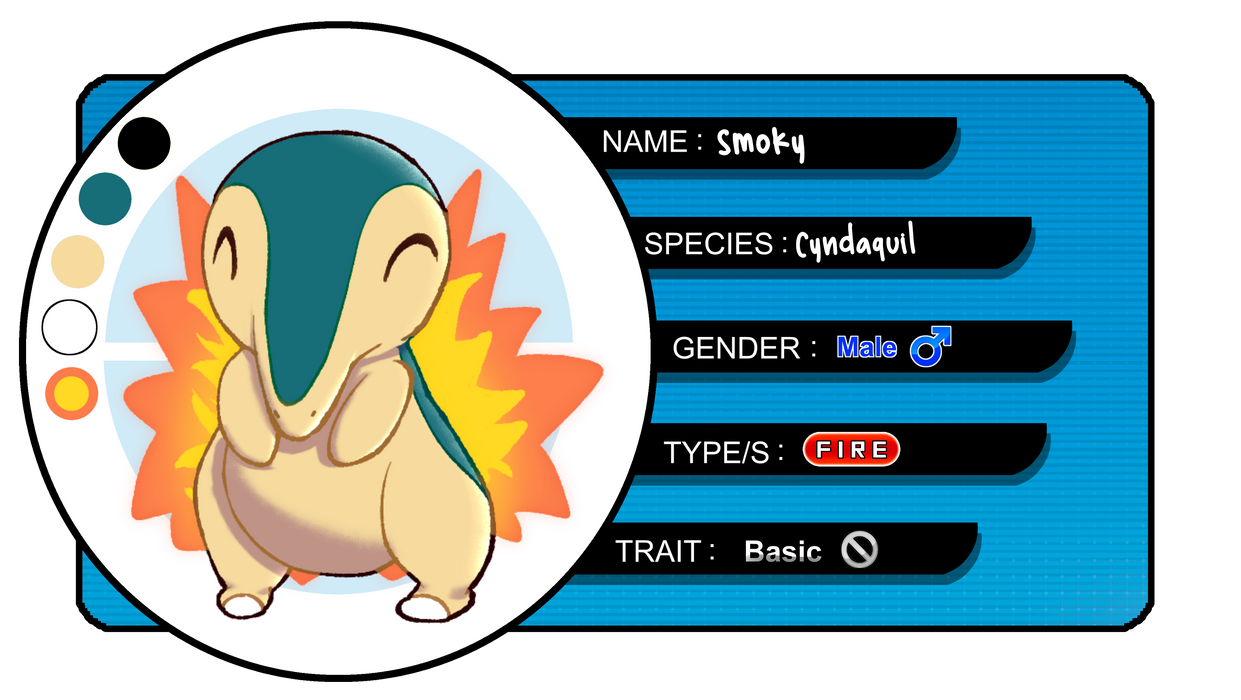 NAME : Smoky
SPECIES : Cyndaquil
GENDER : Male
TYPE/S : FIRE
TRAIT : Basic